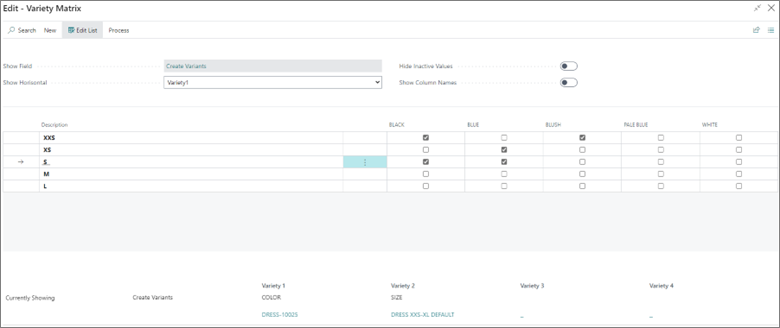 Edit - Variety Matrix
Search New Edit List Process
Show Field Create Variants Hide Inactive Values
Show Horizontal Variety1 Show Column Names
Description BLACK BLUE BLUSH PALE BLUE WHITE
XXS
XS
S
M
L
Variety 1 Variety 2 Variety 3 Variety 4
Currently Showing Create Variants COLOR SIZE
DRESS-10025 DRESS XXS-XL DEFAULT _ _